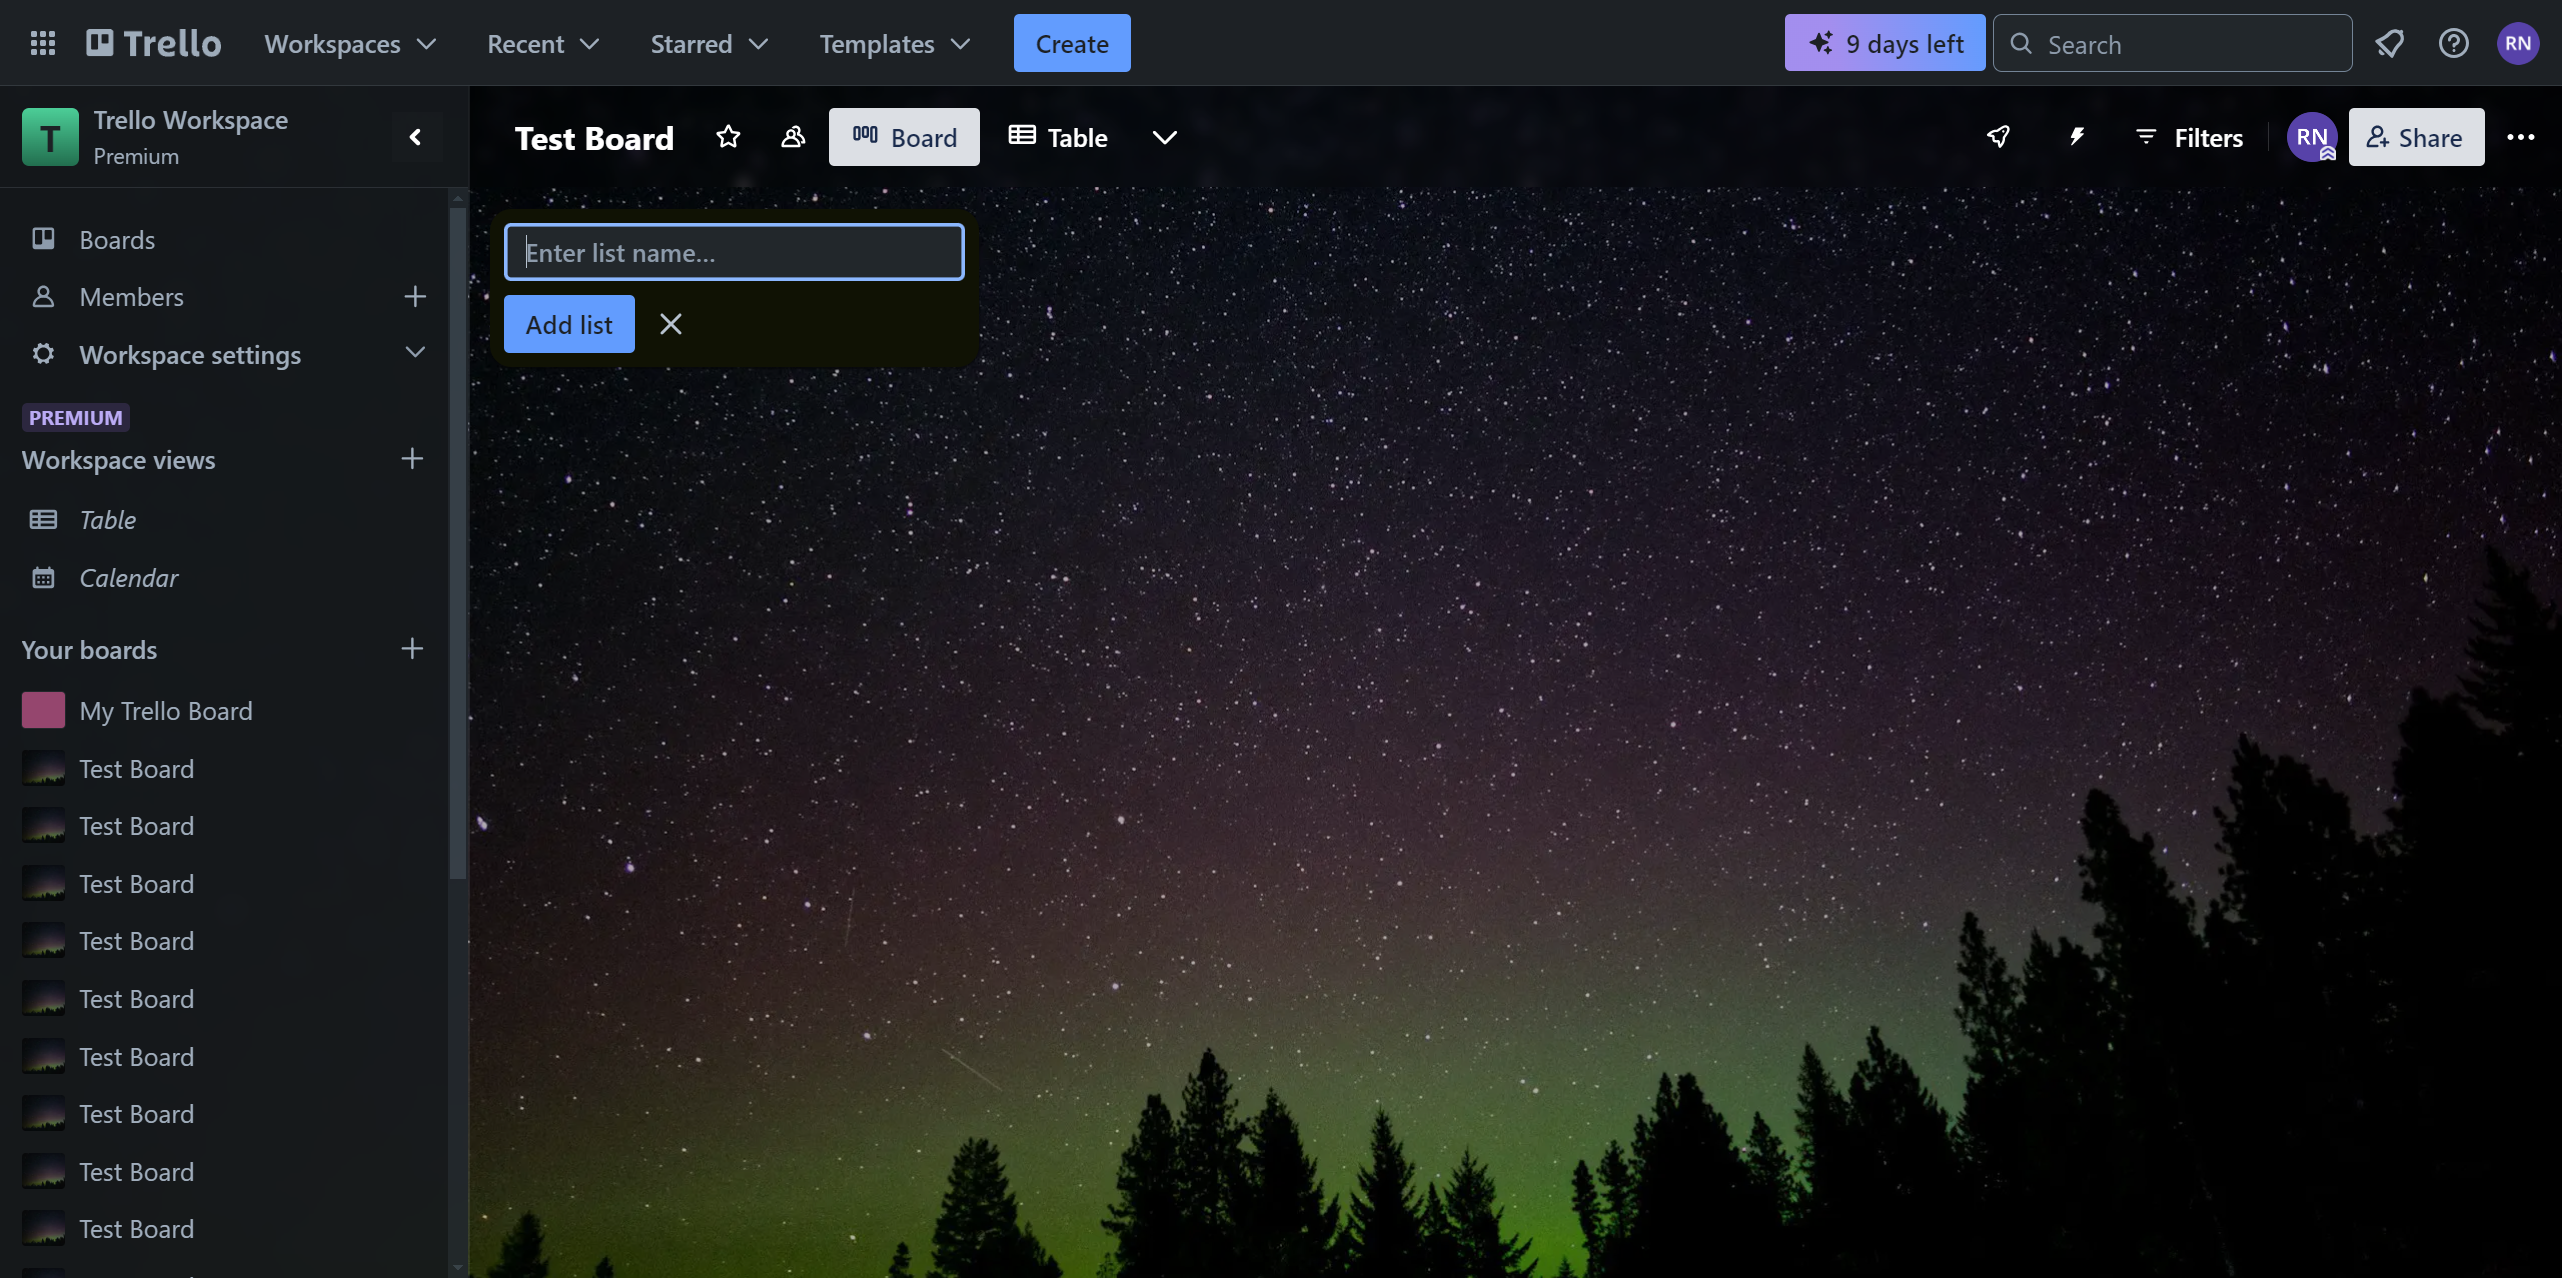 Trello
Workspaces
Recent
Starred
Templates
Create
9 days left
Search
RN
T
Trello Workspace
Premium
Test Board
Board
Table
Filters
RN
Share
Boards
Members
Workspace settings
PREMIUM
Workspace views
Table
Calendar
Your boards
My Trello Board
Test Board
Test Board
Test Board
Test Board
Test Board
Test Board
Test Board
Test Board
Test Board
Enter list name...
Add list